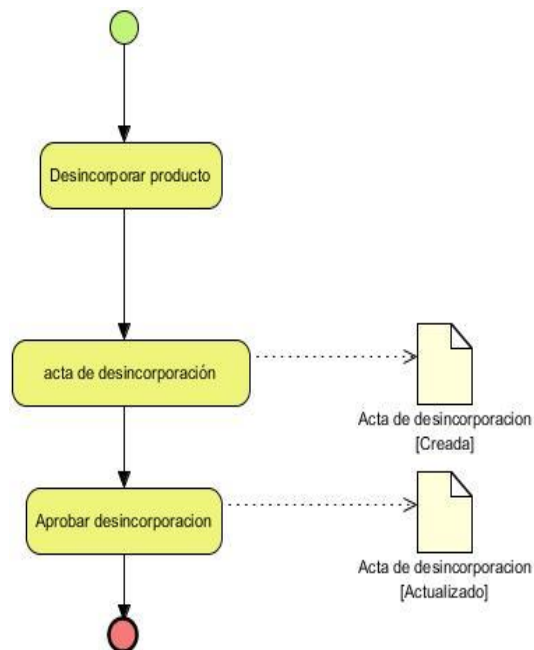 Desincorporar producto
acta de desincorporación
Acta de desincorporacion
[Creada]
Aprobar desincorporacion
Acta de desincorporacion
[Actualizado]